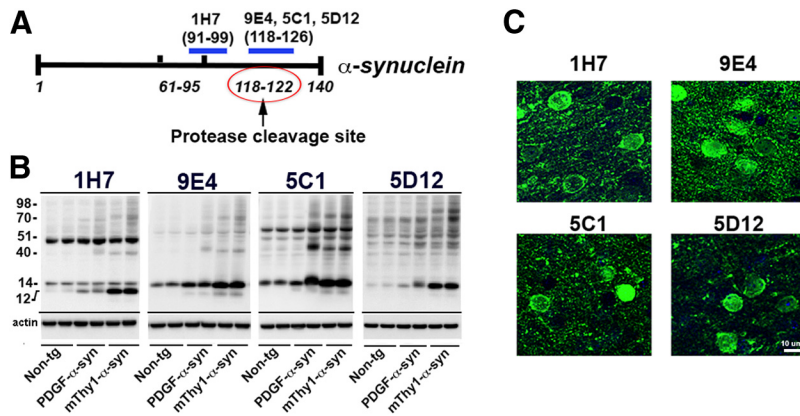 A
1H7
(91-99)
9E4, 5C1, 5D12
(118-126)
α-synuclein
1
61-95
118-122
140
Protease cleavage site
B
1H7
9E4
5C1
5D12
98-
70-
51-
40-
14-
12-
actin
Non-tg
PDGF-α-syn
mThy1-α-syn
Non-tg
PDGF-α-syn
mThy1-α-syn
Non-tg
PDGF-α-syn
mThy1-α-syn
Non-tg
PDGF-α-syn
mThy1-α-syn
C
1H7
9E4
5C1
5D12
10 um